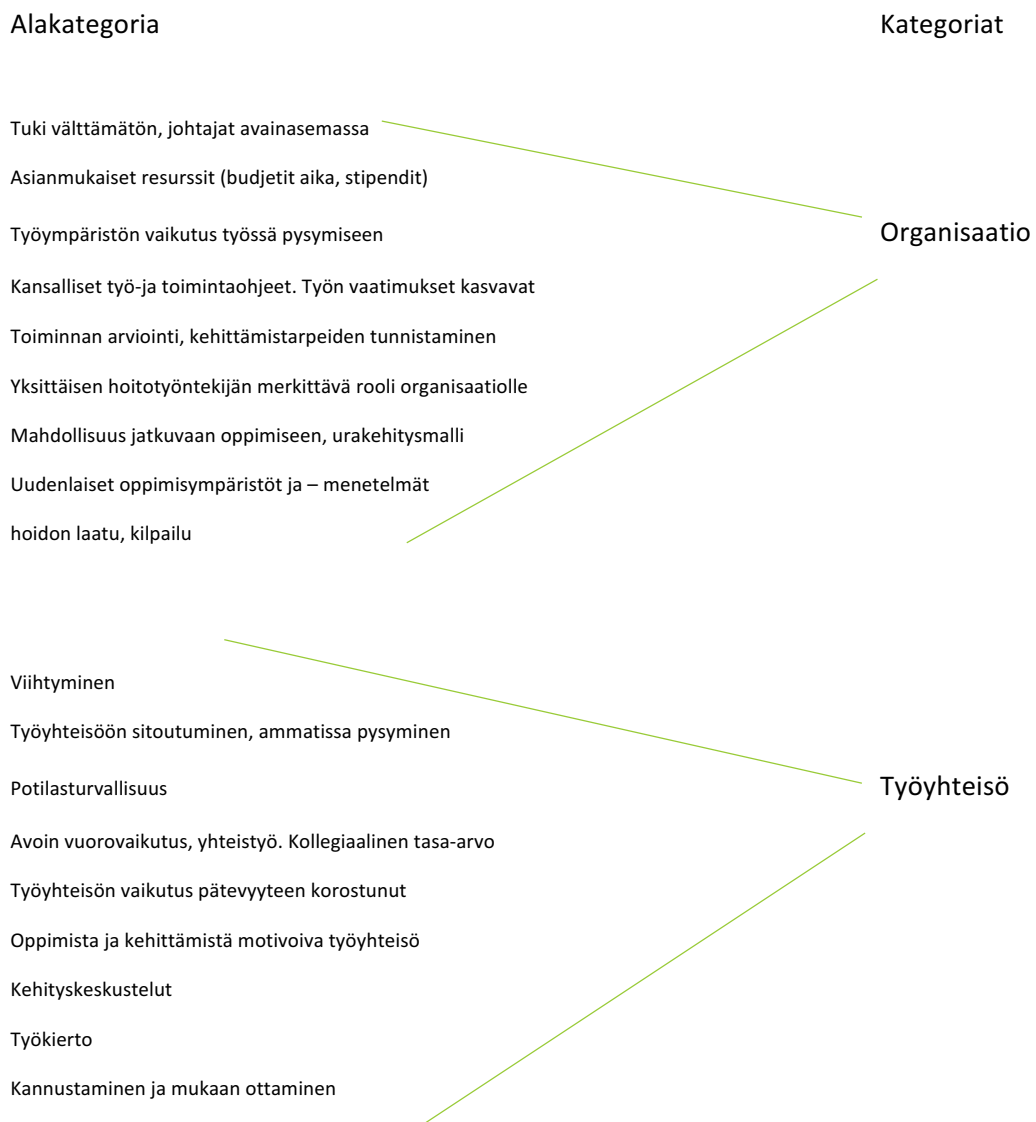 Alakategoria Kategoriat
Tuki välttämätön, johtajat avainasemassa
Asianmukaiset resurssit (budjetit aika, stipendit)
Työympäristön vaikutus työssä pysymiseen Organisaatio
Kansalliset työ-ja toimintaohjeet. Työn vaatimukset kasvavat
Toiminnan arviointi, kehittämistarpeiden tunnistaminen
Yksittäisen hoitotyöntekijän merkittävä rooli organisaatiolle
Mahdollisuus jatkuvaan oppimiseen, urakehitysmalli
Uudenlaiset oppimisympäristöt ja – menetelmät
hoidon laatu, kilpailu
Viihtyminen
Työyhteisöön sitoutuminen, ammatissa pysyminen
Potilasturvallisuus Työyhteisö
Avoin vuorovaikutus, yhteistyö. Kollegiaalinen tasa-arvo
Työyhteisön vaikutus pätevyyteen korostunut
Oppimista ja kehittämistä motivoiva työyhteisö
Kehityskeskustelut
Työkierto
Kannustaminen ja mukaan ottaminen